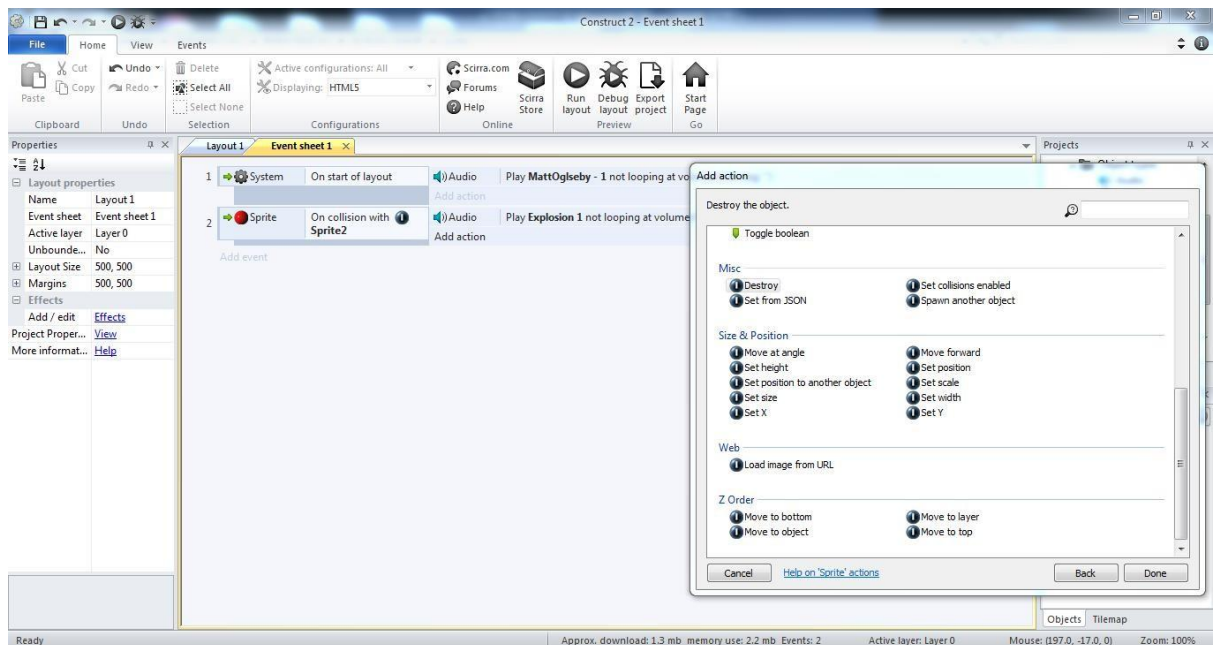 Construct 2 - Event sheet 1
File Home View Events
Paste
Cut
Copy
Clipboard
Undo
Redo
Undo
Delete
Select All
Select None
Selection
Active configurations: All
Displaying: HTML5
Configurations
Scirra.com
Forums
Help
Scirra Store
Online
Run layout
Debug layout
Export project
Preview
Start Page
Go
Properties
Layout properties
Name Layout 1
Event sheet Event sheet 1
Active layer Layer 0
Unbounde... No
Layout Size 500, 500
Margins 500, 500
Effects
Add / edit Effects
Project Proper... View
More informat... Help
Layout 1 Event sheet 1
1 System On start of layout Audio Play MattOglseby - 1 not looping at vo
Add action
2 Sprite On collision with Sprite2 Audio Play Explosion 1 not looping at volume
Add action
Add event
Projects
Add action
Destroy the object.
Toggle boolean
Misc
Destroy Set collisions enabled
Set from JSON Spawn another object
Size & Position
Move at angle Move forward
Set height Set position
Set position to another object Set scale
Set size Set width
Set X Set Y
Web
Load image from URL
Z Order
Move to bottom Move to layer
Move to object Move to top
Cancel Help on 'Sprite' actions Back Done
Objects Tilemap
Ready Approx. download: 1.3 mb memory use: 2.2 mb Events: 2 Active layer: Layer 0 Mouse: (197.0, -17.0, 0) Zoom: 100%